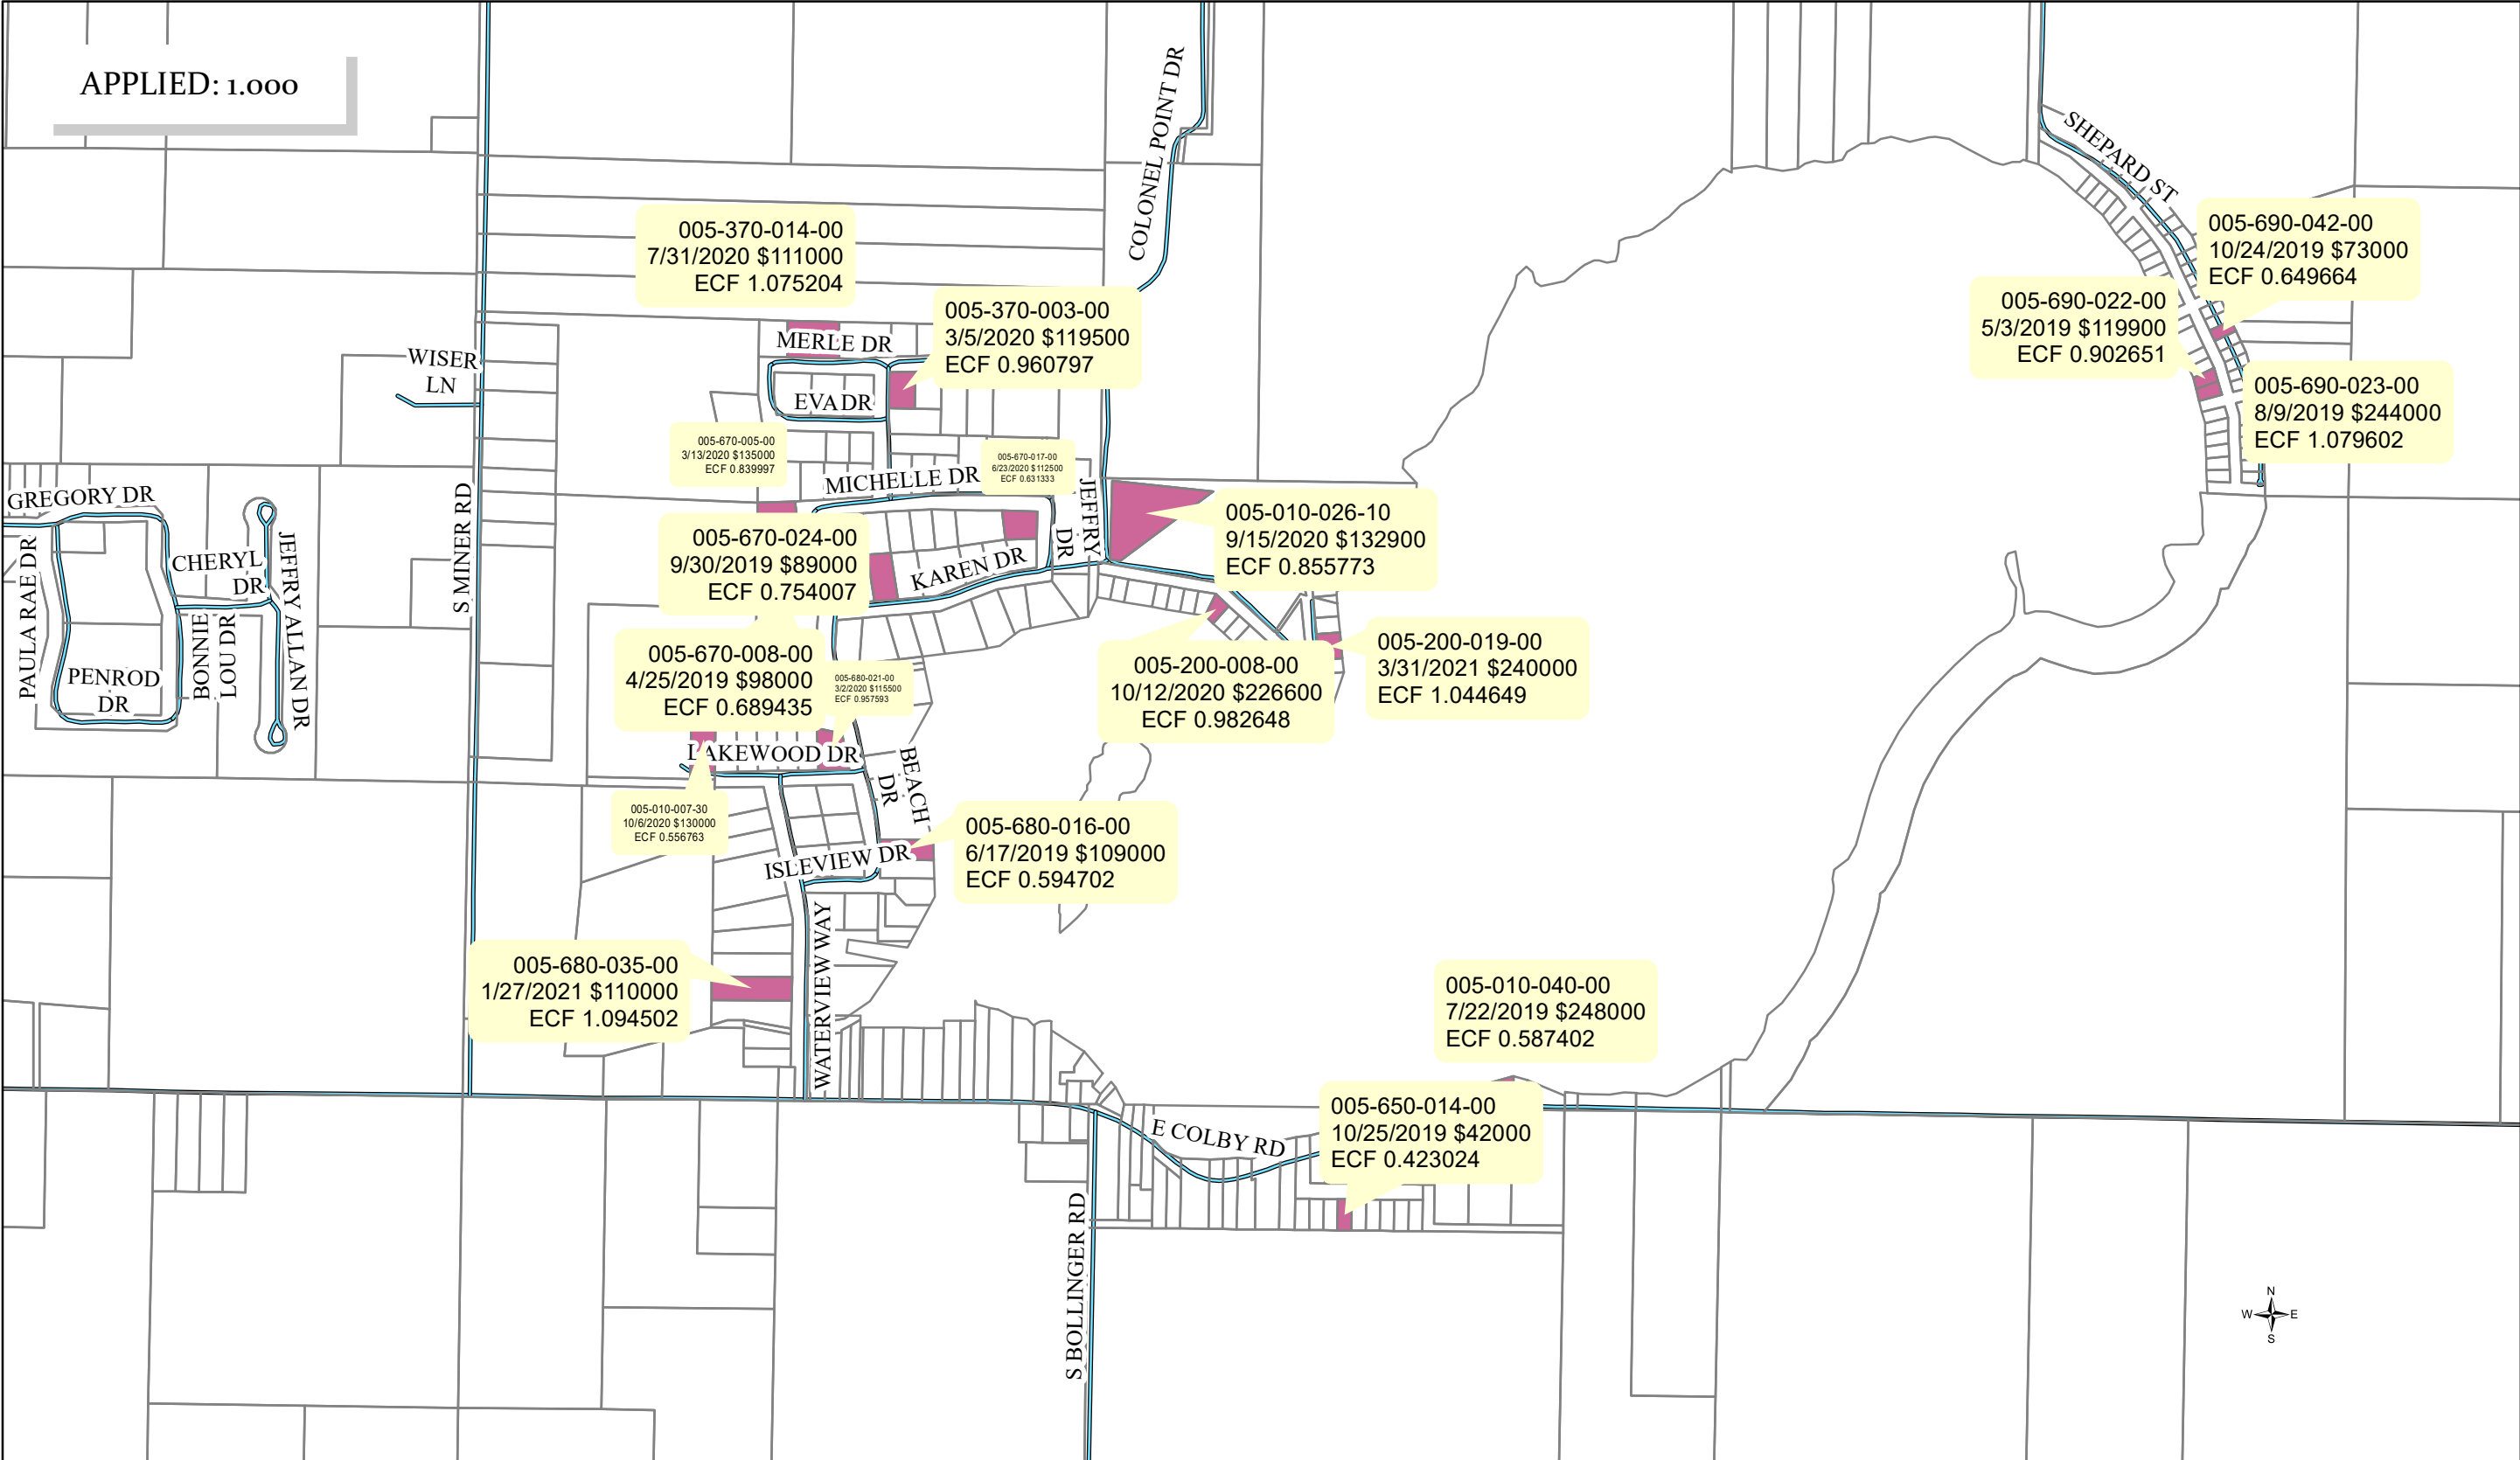 APPLIED: 1.000
COLONEL POINT DR
SHEPARD ST
005-370-014-00
7/31/2020 $111000
ECF 1.075204
005-690-042-00
10/24/2019 $73000
ECF 0.649664
005-370-003-00
3/5/2020 $119500
ECF 0.960797
005-690-022-00
5/3/2019 $119900
ECF 0.902651
MERLE DR
WISER
LN
EVA DR
005-690-023-00
8/9/2019 $244000
ECF 1.079602
005-670-005-00
3/13/2020 $135000
ECF 0.839997
005-670-017-00
6/23/2020 $112500
ECF 0.631333
MICHELLE DR
GREGORY DR
S MINER RD
JEFFRY
DR
005-010-026-10
9/15/2020 $132900
ECF 0.855773
005-670-024-00
9/30/2019 $89000
ECF 0.754007
KAREN DR
PAULA RAE DR
CHERYL
DR
JEFFRY ALLAN DR
BONNIE
LOU DR
PENROD
DR
005-670-008-00
4/25/2019 $98000
ECF 0.689435
005-680-021-00
3/2/2020 $115500
ECF 0.957593
005-200-008-00
10/12/2020 $226600
ECF 0.982648
005-200-019-00
3/31/2021 $240000
ECF 1.044649
LAKEWOOD DR
BEACH
DR
005-010-007-30
10/6/2020 $130000
ECF 0.556763
005-680-016-00
6/17/2019 $109000
ECF 0.594702
ISLEVIEW DR
WATERVIEW WAY
005-680-035-00
1/27/2021 $110000
ECF 1.094502
005-010-040-00
7/22/2019 $248000
ECF 0.587402
005-650-014-00
10/25/2019 $42000
ECF 0.423024
E COLBY RD
S BOLLINGER RD
N
W E
S